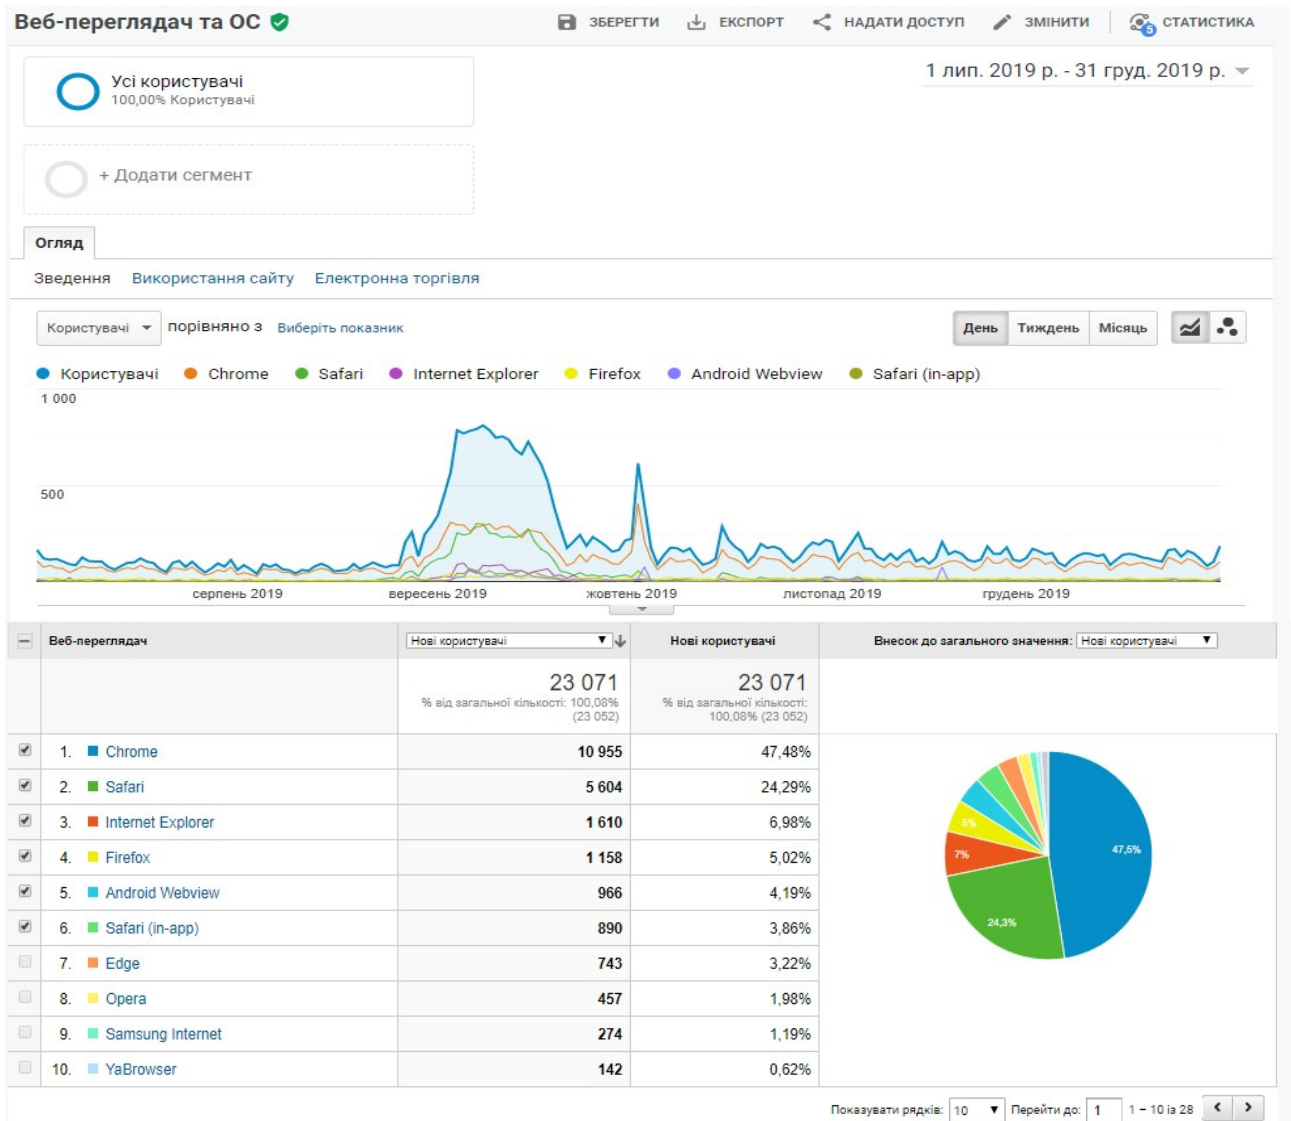 Веб-переглядач та ОС
ЗБЕРЕГТИ ЕКСПОРТ НАДАТИ ДОСТУП ЗМІНИТИ 5 СТАТИСТИКА
Усі користувачі
100,00% Користувачі
1 лип. 2019 р. - 31 груд. 2019 р.
+ Додати сегмент
Огляд
Зведення Використання сайту Електронна торгівля
Користувачі порівняно з Виберіть показник День Тиждень Місяць
Користувачі Chrome Safari Internet Explorer Firefox Android Webview Safari (in-app)
1 000
500
серпень 2019 вересень 2019 жовтень 2019 листопад 2019 грудень 2019
Веб-переглядач Нові користувачі Нові користувачі Внесок до загального значення: Нові користувачі
23 071 23 071
% від загальної кількості: 100,08% % від загальної кількості:
(23 052) 100,08% (23 052)
1. Chrome 10 955 47,48%
2. Safari 5 604 24,29%
3. Internet Explorer 1 610 6,98%
4. Firefox 1 158 5,02%
5. Android Webview 966 4,19%
6. Safari (in-app) 890 3,86%
7. Edge 743 3,22%
8. Opera 457 1,98%
9. Samsung Internet 274 1,19%
10. YaBrowser 142 0,62%
5%
7%
47,5%
24,3%
Показувати рядків: 10 Перейти до: 1 1 – 10 із 28